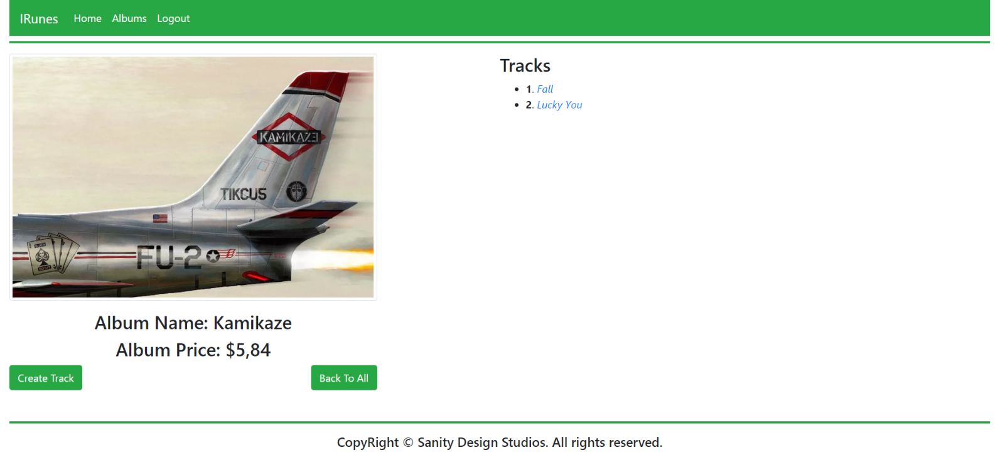 IRunes Home Albums Logout
Tracks
1. Fall
2. Lucky You
KAMIKAZE
TIKCUS
FU-2
Album Name: Kamikaze
Album Price: $5,84
Create Track Back To All
CopyRight © Sanity Design Studios. All rights reserved.